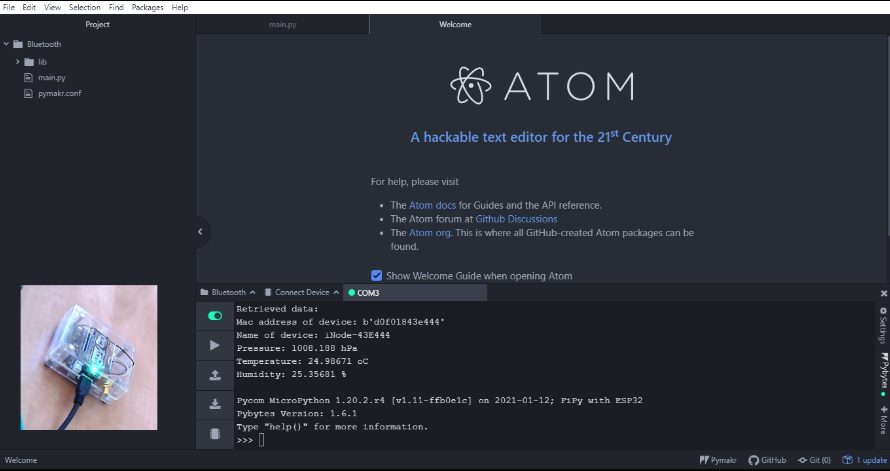 File Edit View Selection Find Packages Help
Project
main.py
Welcome
Bluetooth
lib
main.py
pymakr.conf
ATOM
A hackable text editor for the 21st Century
For help, please visit
• The Atom docs for Guides and the API reference.
• The Atom forum at Github Discussions
• The Atom org. This is where all GitHub-created Atom packages can be
found.
Show Welcome Guide when opening Atom
Bluetooth
Connect Device
COM3
Retrieved data:
Mac address of device: b'd0f01843e444'
Name of device: iNode-43E444
Pressure: 1008.188 hPa
Temperature: 24.98671 oC
Humidity: 25.35681 %
Pycom MicroPython 1.20.2.r4 [v1.11-ffb0e1c] on 2021-01-12; FiPy with ESP32
Pybytes Version: 1.6.1
Type "help()" for more information.
>>>
Settings
Pybytes
More
Welcome
Pymakr
GitHub
Git (0)
1 update